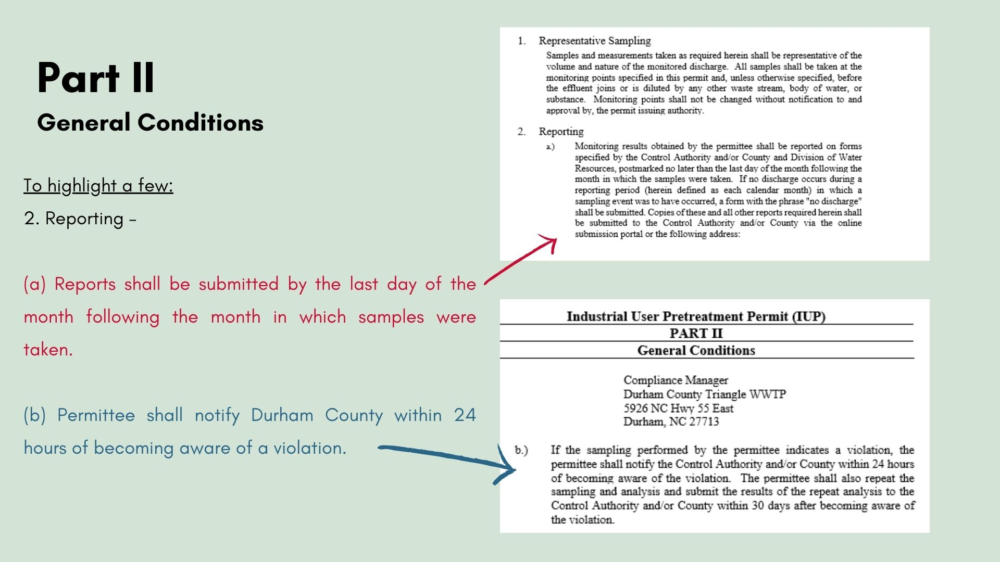 Part II
General Conditions
To highlight a few:
2. Reporting –
(a) Reports shall be submitted by the last day of the
month following the month in which samples were
taken.
(b) Permittee shall notify Durham County within 24
hours of becoming aware of a violation.
1. Representative Sampling
Samples and measurements taken as required herein shall be representative of the
volume and nature of the monitored discharge. All samples shall be taken at the
monitoring points specified in this permit and, unless otherwise specified, before
the effluent joins or is diluted by any other waste stream, body of water, or
substance. Monitoring points shall not be changed without notification to and
approval by, the permit issuing authority.
2. Reporting
a.) Monitoring results obtained by the permittee shall be reported on forms
specified by the Control Authority and/or County and Division of Water
Resources, postmarked no later than the last day of the month following the
month in which the samples were taken. If no discharge occurs during a
reporting period (herein defined as each calendar month) in which a
sampling event was to have occurred, a form with the phrase "no discharge"
shall be submitted. Copies of these and all other reports required herein shall
be submitted to the Control Authority and/or County via the online
submission portal or the following address:
Industrial User Pretreatment Permit (IUP)
PART II
General Conditions
Compliance Manager
Durham County Triangle WWTP
5926 NC Hwy 55 East
Durham, NC 27713
b.) If the sampling performed by the permittee indicates a violation, the
permittee shall notify the Control Authority and/or County within 24 hours
of becoming aware of the violation. The permittee shall also repeat the
sampling and analysis and submit the results of the repeat analysis to the
Control Authority and/or County within 30 days after becoming aware of
the violation.